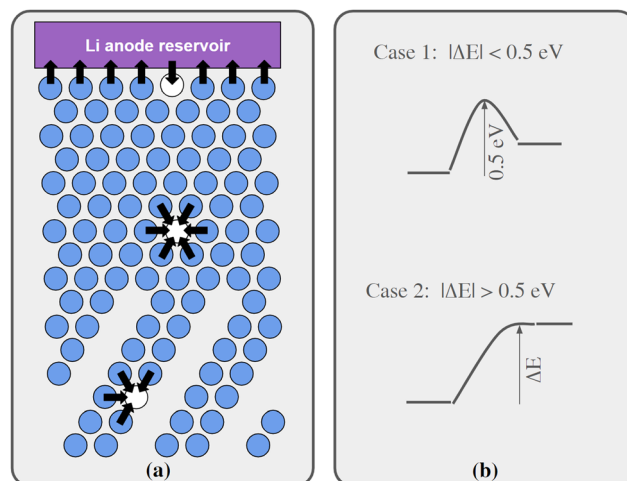 Li anode reservoir
(a)
Case 1: |ΔE| < 0.5 eV
0.5 eV
Case 2: |ΔE| > 0.5 eV
ΔE
(b)